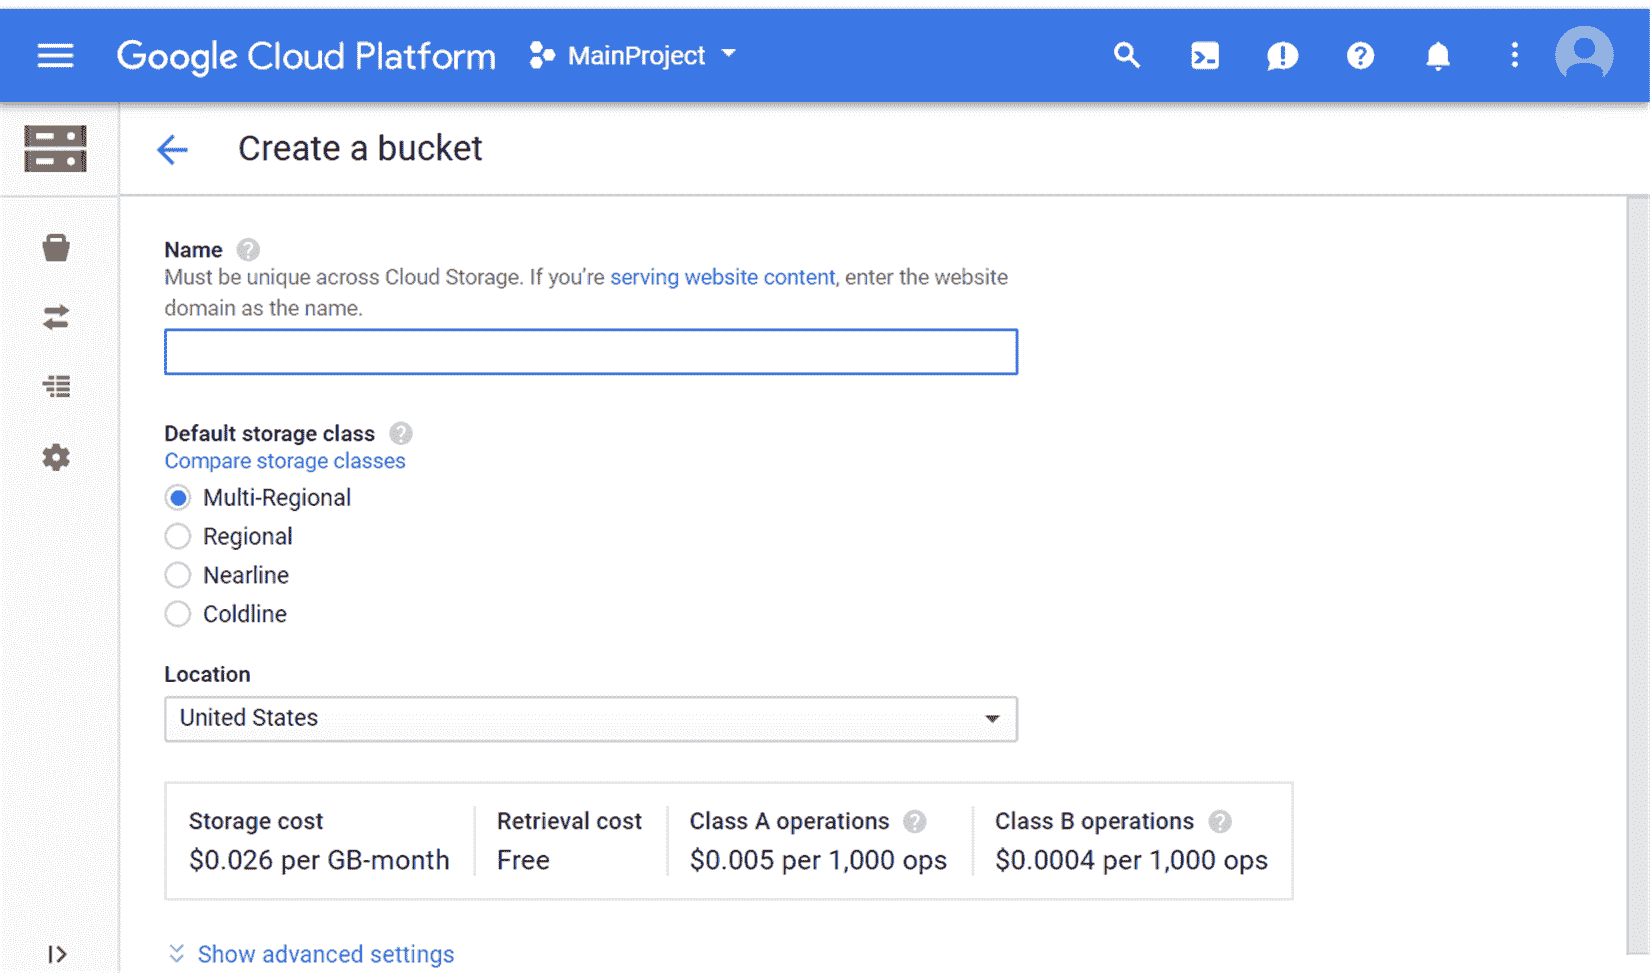 Google Cloud Platform MainProject
Create a bucket
Name
Must be unique across Cloud Storage. If you're serving website content, enter the website
domain as the name.
Default storage class
Compare storage classes
Multi-Regional
Regional
Nearline
Coldline
Location
United States
Storage cost Retrieval cost Class A operations Class B operations
$0.026 per GB-month Free $0.005 per 1,000 ops $0.0004 per 1,000 ops
Show advanced settings